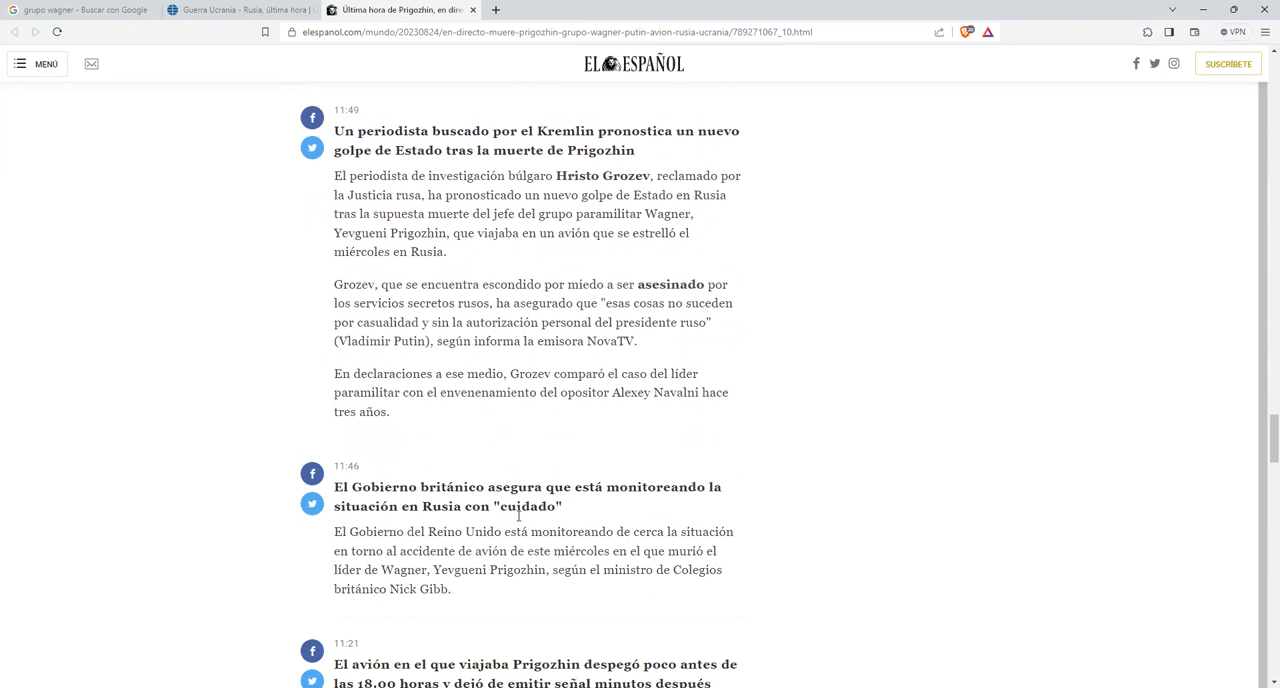 grupo wagner - Buscar con Google
Guerra Ucrania - Rusia, última hora |
Última hora de Prigozhin, en dire
elespanol.com/mundo/20230824/en-directo-muere-prigozhin-grupo-wagner-putin-avion-rusia-ucrania/789271067_10.html
VPN
MENÚ
EL ESPAÑOL
SUSCRÍBETE
11:49
Un periodista buscado por el Kremlin pronostica un nuevo
golpe de Estado tras la muerte de Prigozhin
El periodista de investigación búlgaro Hristo Grozev, reclamado por
la Justicia rusa, ha pronosticado un nuevo golpe de Estado en Rusia
tras la supuesta muerte del jefe del grupo paramilitar Wagner,
Yevgueni Prigozhin, que viajaba en un avión que se estrelló el
miércoles en Rusia.
Grozev, que se encuentra escondido por miedo a ser asesinado por
los servicios secretos rusos, ha asegurado que "esas cosas no suceden
por casualidad y sin la autorización personal del presidente ruso"
(Vladímir Putin), según informa la emisora NovaTV.
En declaraciones a ese medio, Grozev comparó el caso del líder
paramilitar con el envenenamiento del opositor Alexey Navalni hace
tres años.
11:46
El Gobierno británico asegura que está monitoreando la
situación en Rusia con "cuidado"
El Gobierno del Reino Unido está monitoreando de cerca la situación
en torno al accidente de avión de este miércoles en el que murió el
líder de Wagner, Yevgueni Prigozhin, según el ministro de Colegios
británico Nick Gibb.
11:21
El avión en el que viajaba Prigozhin despegó poco antes de
las 18.00 horas y dejó de emitir señal minutos después